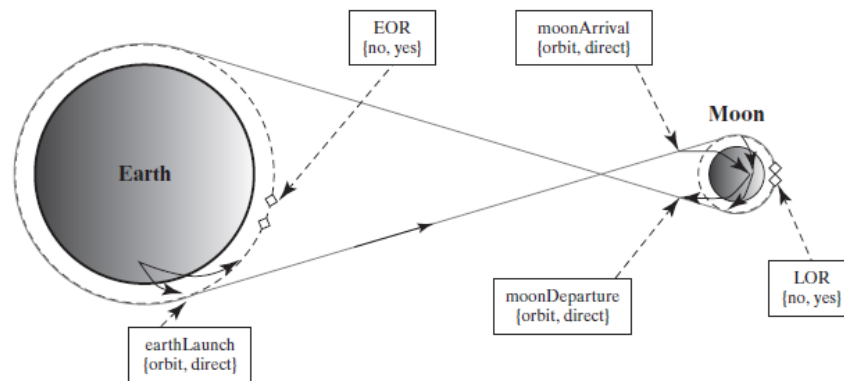 EOR
{no, yes}
moonArrival
{orbit, direct}
Moon
Earth
LOR
{no, yes}
moonDeparture
{orbit, direct}
earthLaunch
{orbit, direct}